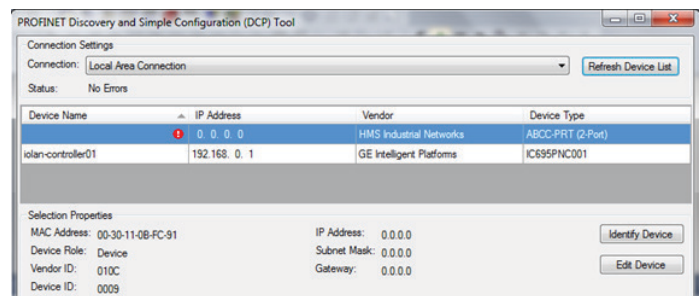 PROFINET Discovery and Simple Configuration (DCP) Tool
Connection Settings
Connection: Local Area Connection Refresh Device List
Status: No Errors
Device Name IP Address Vendor Device Type
0. 0. 0. 0 HMS Industrial Networks ABCC-PRT (2-Port)
iolan-controller01 192.168. 0. 1 GE Intelligent Platforms IC695PNC001
Selection Properties
MAC Address: 00-30-11-0B-FC-91 IP Address: 0.0.0.0 Identify Device
Device Role: Device Subnet Mask: 0.0.0.0
Vendor ID: 010C Gateway: 0.0.0.0 Edit Device
Device ID: 0009